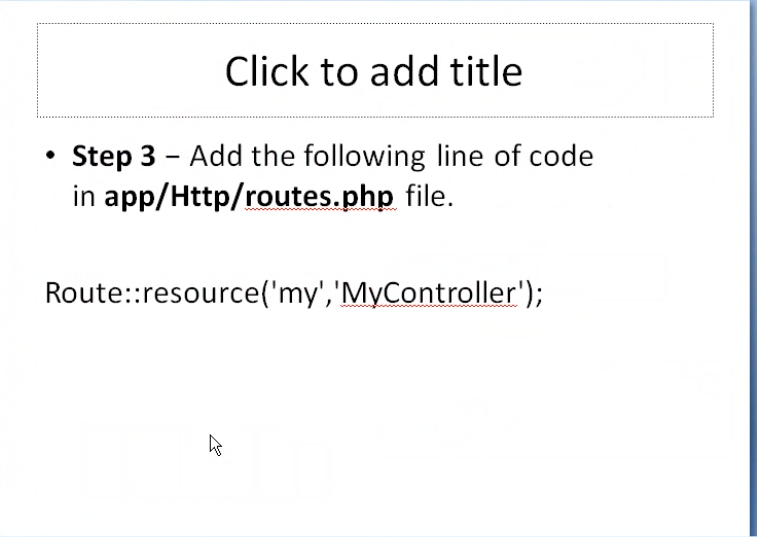 Click to add title
• Step 3 – Add the following line of code
in app/Http/routes.php file.
Route::resource('my','MyController');